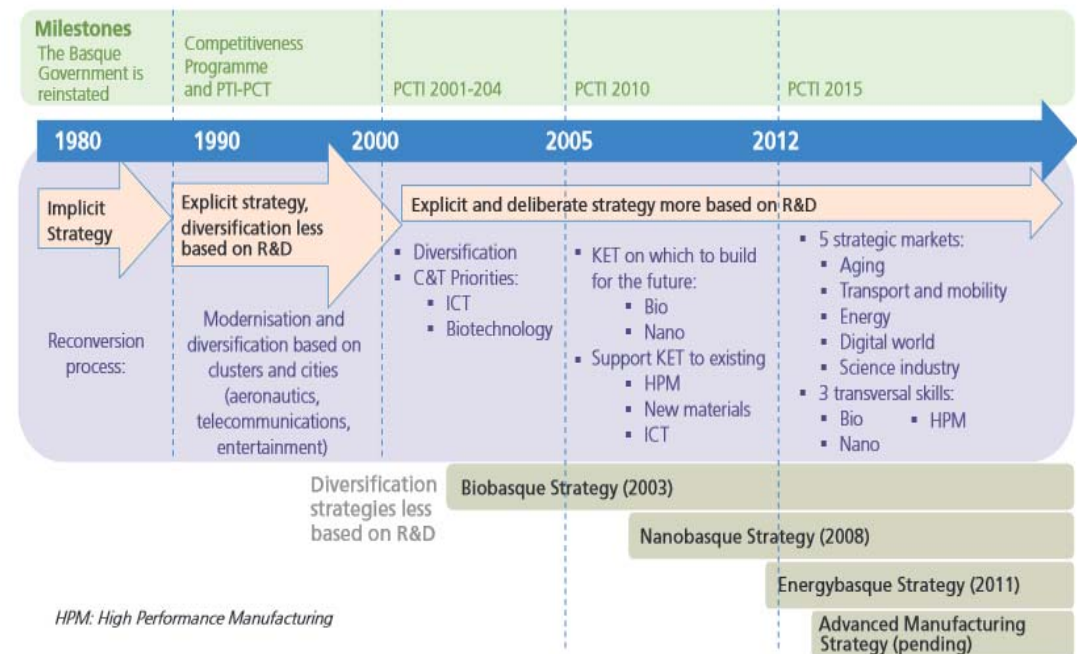 Milestones
The Basque
Government is
reinstated
Competitiveness
Programme
and PTI-PCT
PCTI 2001-204
PCTI 2010
PCTI 2015
1980
1990
2000
2005
2012
Implicit
Strategy
Explicit strategy,
diversification less
based on R&D
Explicit and deliberate strategy more based on R&D
Reconversion
process:
Modernisation and
diversification based on
clusters and cities
(aeronautics,
telecommunications,
entertainment)
▪ Diversification
▪ C&T Priorities:
▪ ICT
▪ Biotechnology
▪ KET on which to build
for the future:
▪ Bio
▪ Nano
▪ Support KET to existing
▪ HPM
▪ New materials
▪ ICT
▪ 5 strategic markets:
▪ Aging
▪ Transport and mobility
▪ Energy
▪ Digital world
▪ Science industry
▪ 3 transversal skills:
▪ Bio ▪ HPM
▪ Nano
Diversification
strategies less
based on R&D
Biobasque Strategy (2003)
Nanobasque Strategy (2008)
Energybasque Strategy (2011)
Advanced Manufacturing
Strategy (pending)
HPM: High Performance Manufacturing